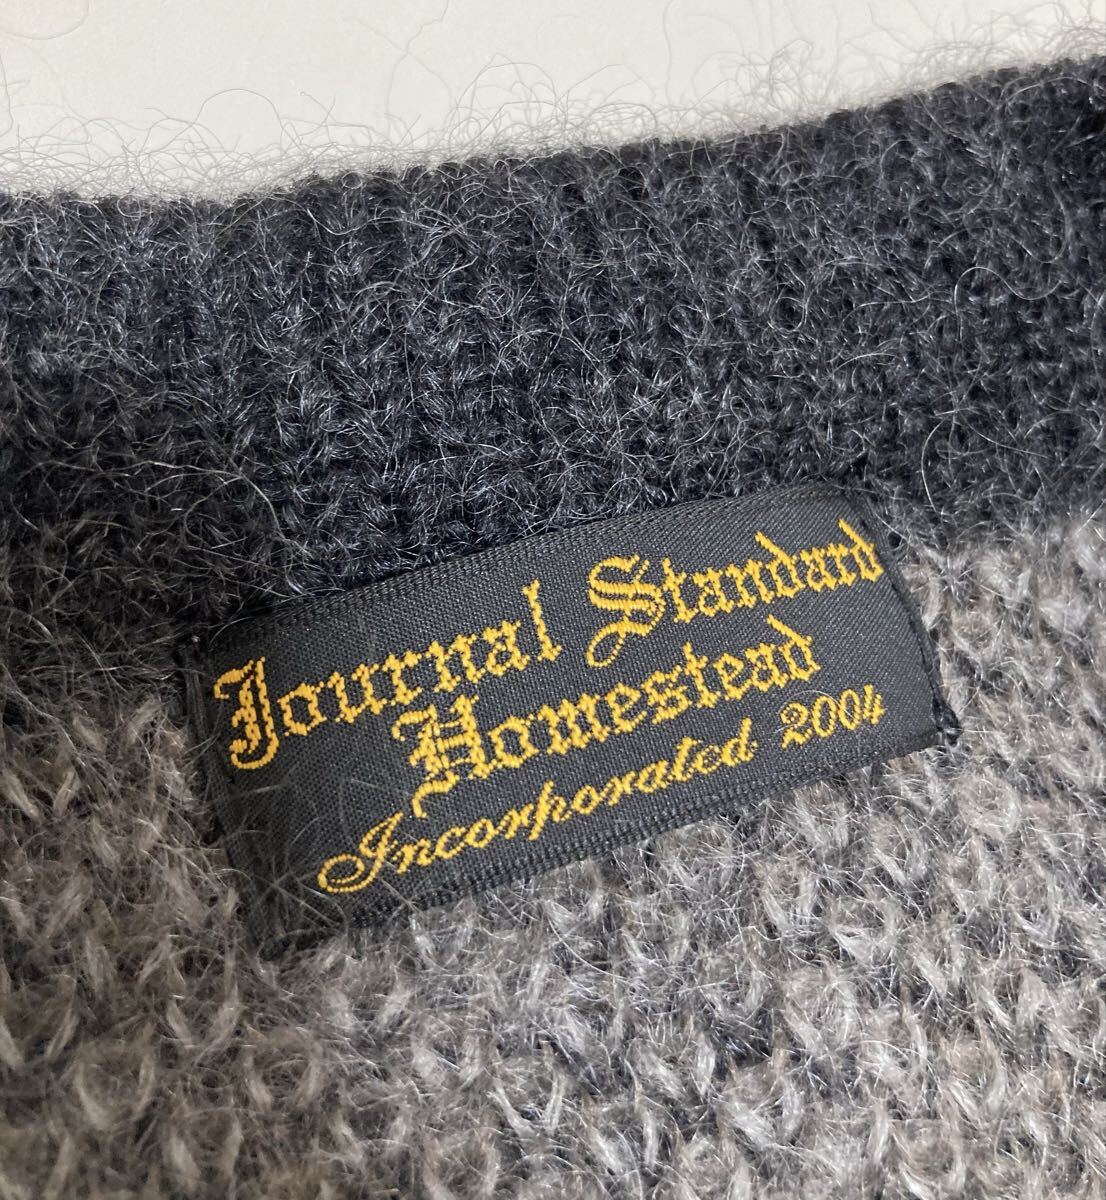 Journal Standard
Homestead
Incorporated 2004